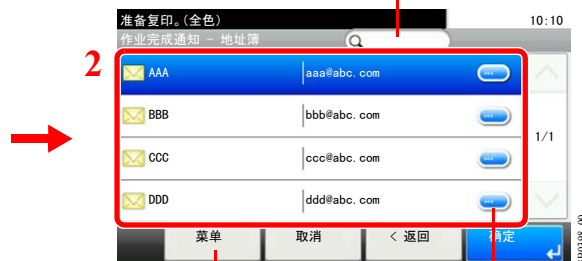 准备复印。(全色)
10:10
作业完成通知 - 地址簿
2
AAA aaa@abc.com
BBB bbb@abc.com
1/1
CCC ccc@abc.com
DDD ddd@abc.com
菜单 取消 < 返回 确定